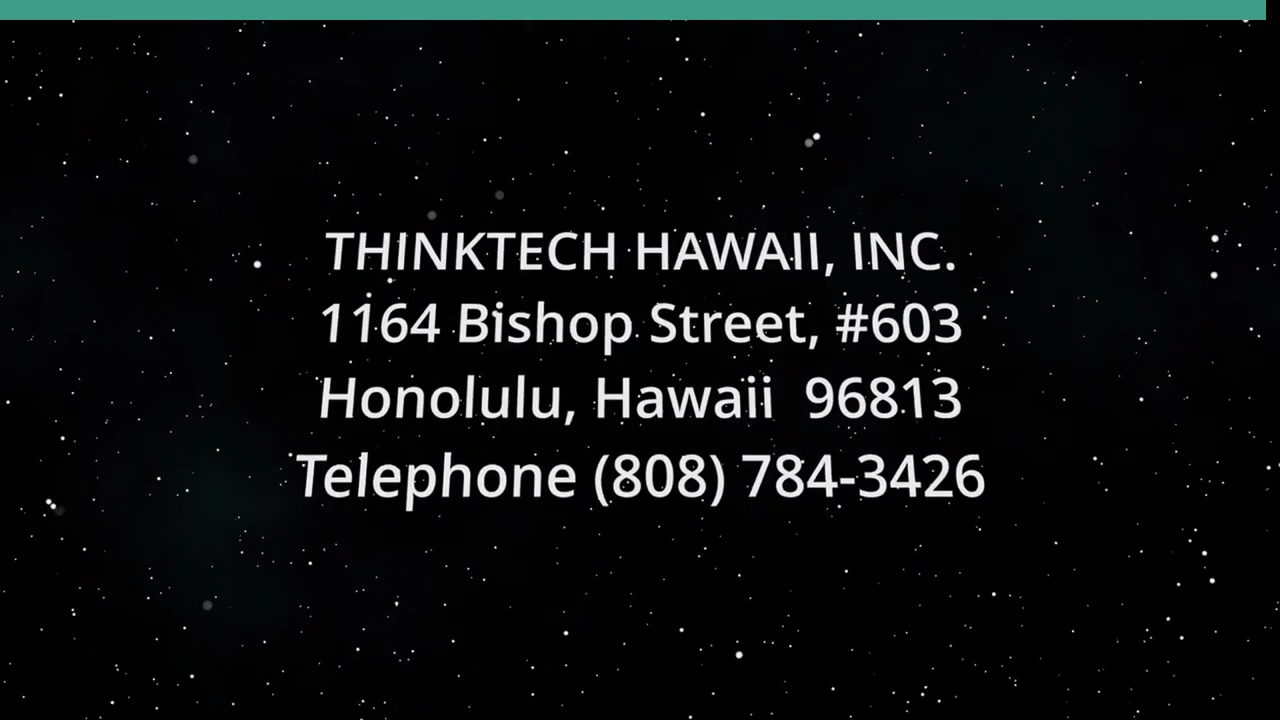 THINKTECH HAWAII, INC.
1164 Bishop Street, #603
Honolulu, Hawaii  96813
Telephone (808) 784-3426